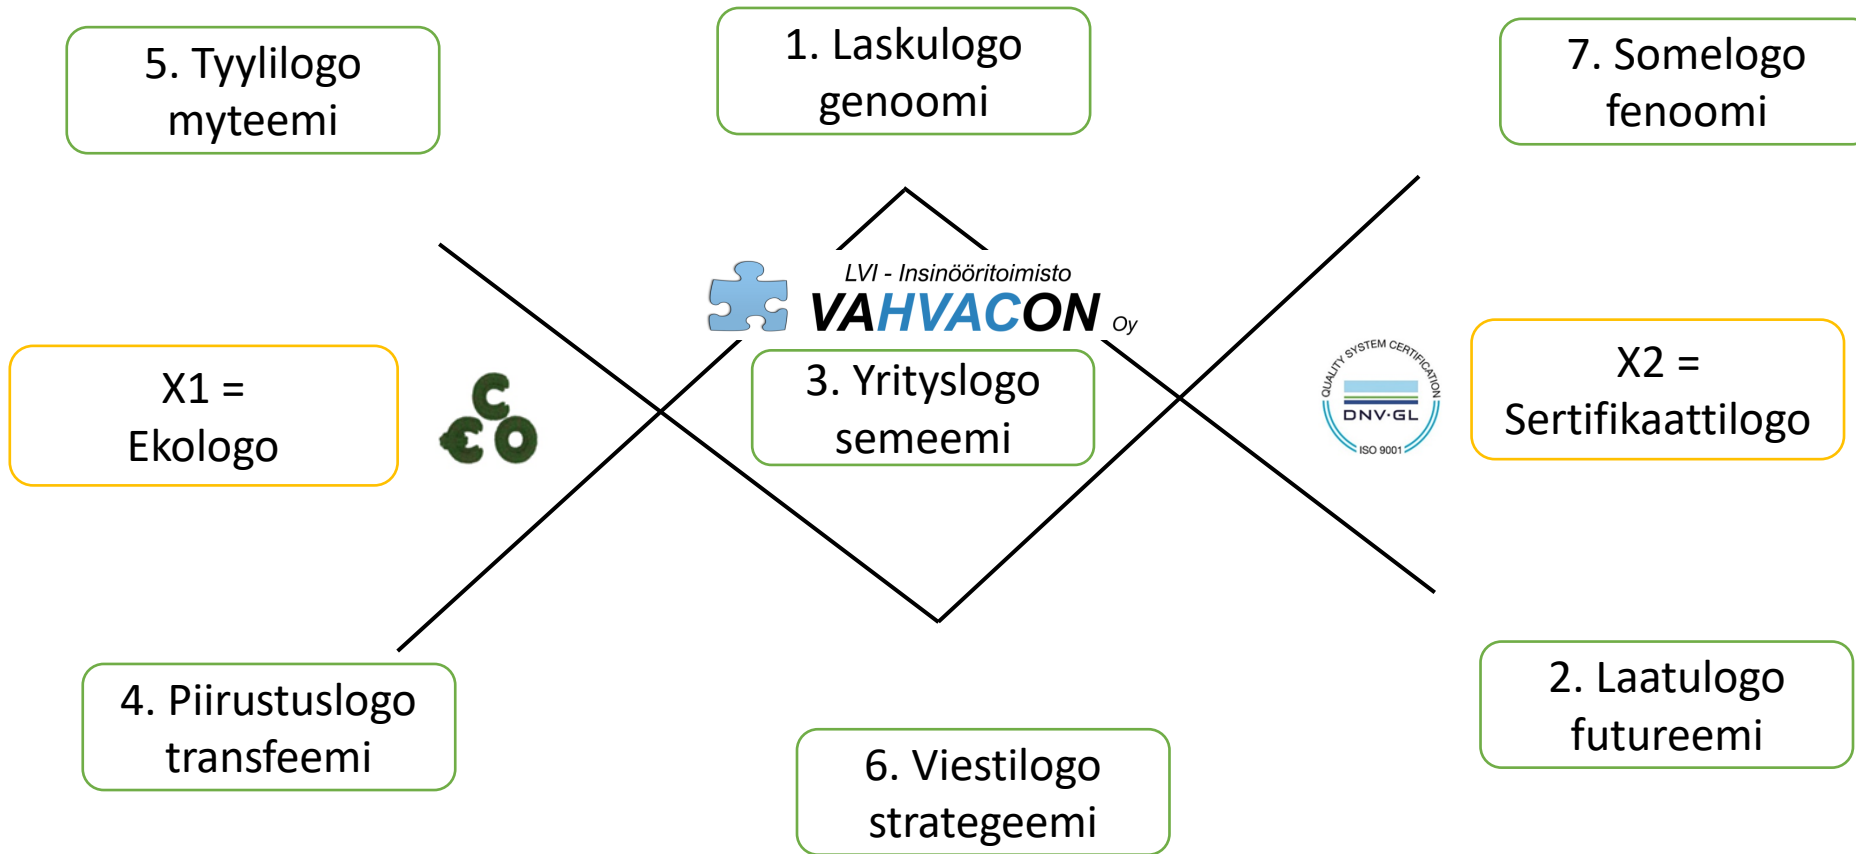 5. Tyylilogo
myteemi
1. Laskulogo
genoomi
7. Somelogo
fenoomi
LVI - Insinööritoimisto
VAHVACON Oy
X1 =
Ekologo
C
€ O
3. Yrityslogo
semeemi
QUALITY SYSTEM CERTIFICATION
DNV·GL
ISO 9001
X2 =
Sertifikaattilogo
4. Piirustuslogo
transfeemi
6. Viestilogo
strategeemi
2. Laatulogo
futureemi